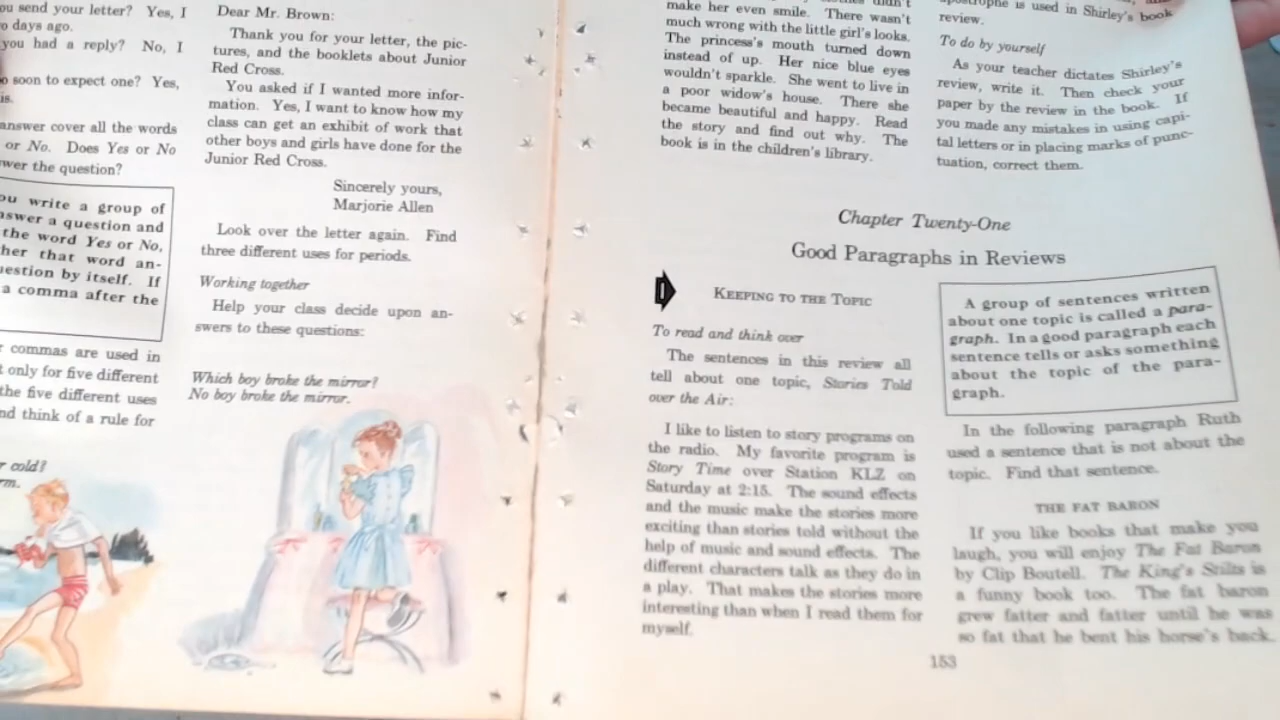 ou send your letter? Yes, I
o days ago.
you had a reply? No, I
o soon to expect one? Yes,
is.
answer cover all the words
or No. Does Yes or No
wer the question?
ou write a group of
nswer a question and
the word Yes or No,
her that word an-
uestion by itself. If
a comma after the
r commas are used in
t only for five different
the five different uses
nd think of a rule for
r cold?
rm.
Dear Mr. Brown:
Thank you for your letter, the pic-
tures, and the booklets about Junior
Red Cross.
You asked if I wanted more infor-
mation. Yes, I want to know how my
class can get an exhibit of work that
other boys and girls have done for the
Junior Red Cross.
Sincerely yours,
Marjorie Allen
Look over the letter again. Find
three different uses for periods.
Working together
Help your class decide upon an-
swers to these questions:
Which boy broke the mirror?
No boy broke the mirror.
make her even smile. There wasn't
much wrong with the little girl's looks.
The princess's mouth turned down
instead of up. Her nice blue eyes
wouldn't sparkle. She went to live in
a poor widow's house. There she
became beautiful and happy. Read
the story and find out why. The
book is in the children's library.
apostrophe is used in Shirley's book
review.
To do by yourself
As your teacher dictates Shirley's
review, write it. Then check your
paper by the review in the book. If
you made any mistakes in using capi-
tal letters or in placing marks of punc-
tuation, correct them.
Chapter Twenty-One
Good Paragraphs in Reviews
KEEPING TO THE TOPIC
To read and think over
The sentences in this review all
tell about one topic, Stories Told
over the Air:
I like to listen to story programs on
the radio. My favorite program is
Story Time over Station KLZ on
Saturday at 2:15. The sound effects
and the music make the stories more
exciting than stories told without the
help of music and sound effects. The
different characters talk as they do in
a play. That makes the stories more
interesting than when I read them for
myself.
A group of sentences written
about one topic is called a para-
graph. In a good paragraph each
sentence tells or asks something
about the topic of the para-
graph.
In the following paragraph Ruth
used a sentence that is not about the
topic. Find that sentence.
THE FAT BARON
If you like books that make you
laugh, you will enjoy The Fat Baron
by Clip Boutell. The King's Stilts is
a funny book too. The fat baron
grew fatter and fatter until he was
so fat that he bent his horse's back.
153